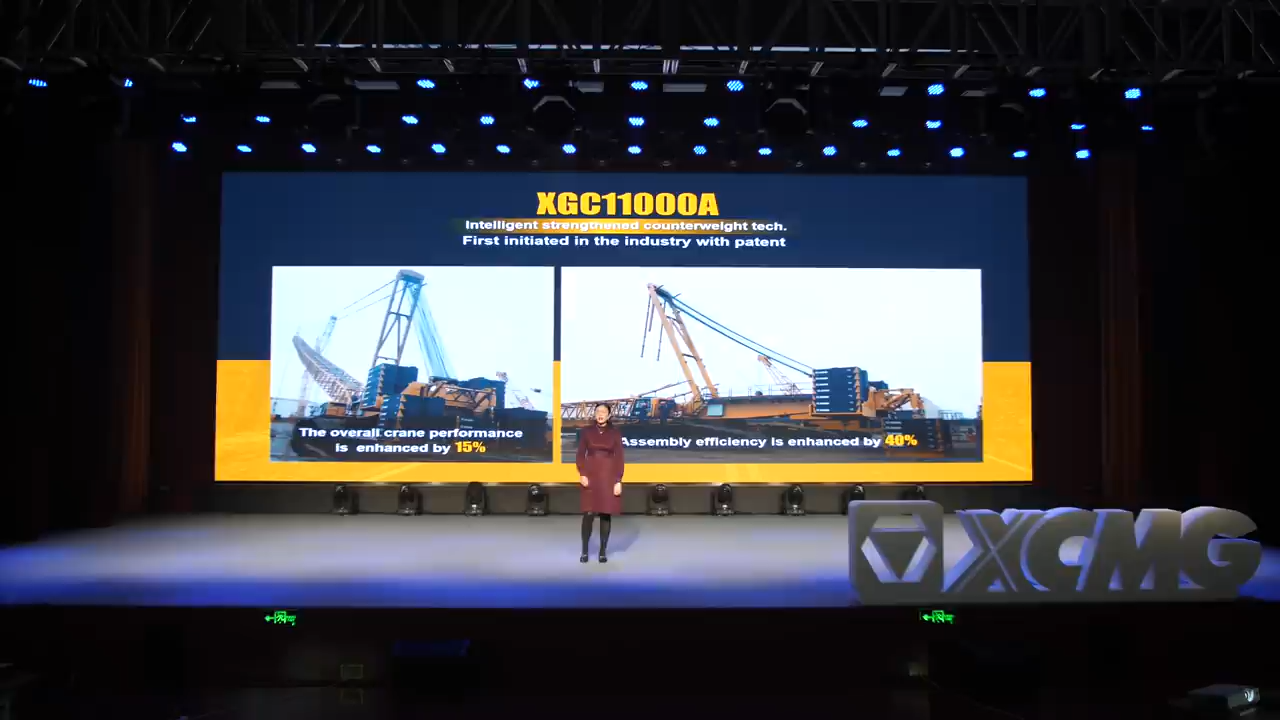 XGC11000A
Intelligent strengthened counterweight tech.
First initiated in the industry with patent
The overall crane performance
is enhanced by 15%
Assembly efficiency is enhanced by 40%
XCMG